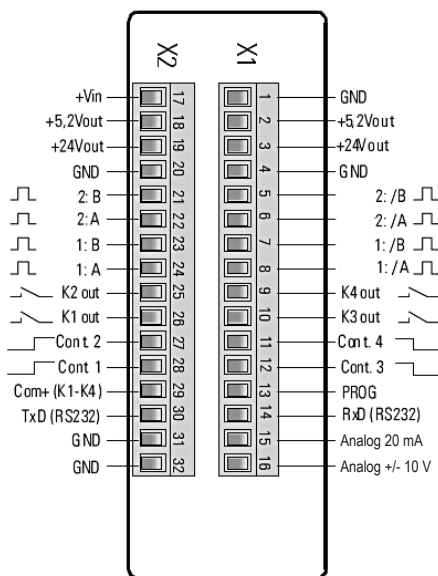 X2 X1
+Vin 17 1 GND
+5,2Vout 18 2 +5,2Vout
+24Vout 19 3 +24Vout
GND 20 4 GND
2: B 21 5 2: /B
2: A 22 6 2: /A
1: B 23 7 1: /B
1: A 24 8 1: /A
K2 out 25 9 K4 out
K1 out 26 10 K3 out
Cont. 2 27 11 Cont. 4
Cont. 1 28 12 Cont. 3
Com+ (K1-K4) 29 13 PROG
TxD (RS232) 30 14 RxD (RS232)
GND 31 15 Analog 20 mA
GND 32 16 Analog +/- 10 V